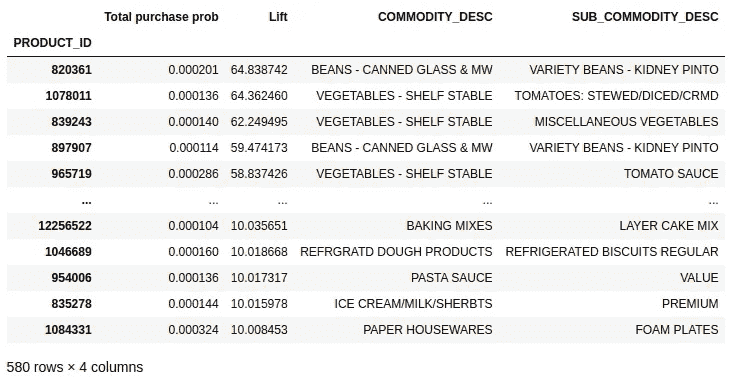 Total purchase prob Lift COMMODITY_DESC SUB_COMMODITY_DESC
PRODUCT_ID
820361 0.000201 64.838742 BEANS - CANNED GLASS & MW VARIETY BEANS - KIDNEY PINTO
1078011 0.000136 64.362460 VEGETABLES - SHELF STABLE TOMATOES: STEWED/DICED/CRMD
839243 0.000140 62.249495 VEGETABLES - SHELF STABLE MISCELLANEOUS VEGETABLES
897907 0.000114 59.474173 BEANS - CANNED GLASS & MW VARIETY BEANS - KIDNEY PINTO
965719 0.000286 58.837426 VEGETABLES - SHELF STABLE TOMATO SAUCE
... ... ... ... ...
12256522 0.000104 10.035651 BAKING MIXES LAYER CAKE MIX
1046689 0.000160 10.018668 REFRGRATD DOUGH PRODUCTS REFRIGERATED BISCUITS REGULAR
954006 0.000136 10.017317 PASTA SAUCE VALUE
835278 0.000144 10.015978 ICE CREAM/MILK/SHERBTS PREMIUM
1084331 0.000324 10.008453 PAPER HOUSEWARES FOAM PLATES
580 rows × 4 columns